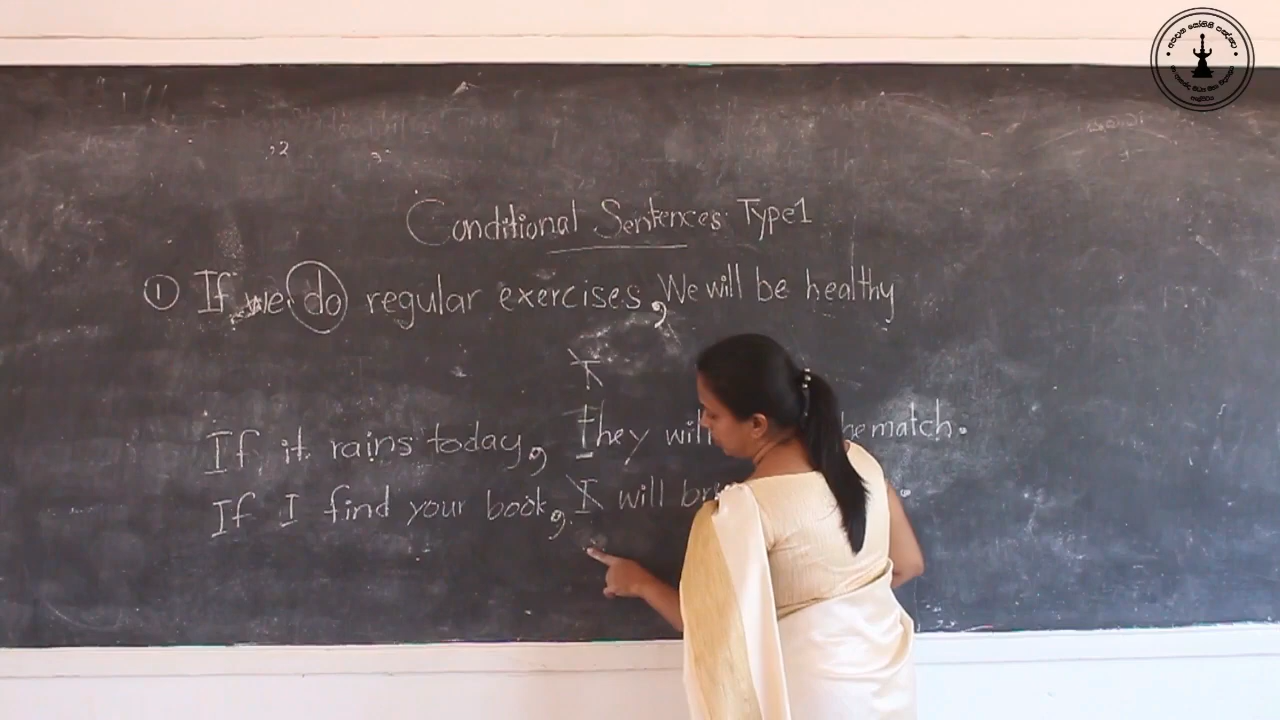 Conditional Sentences Type1
① If we do regular exercises, We will be healthy
If it rains today, they will he match.
If I find your book, I will br